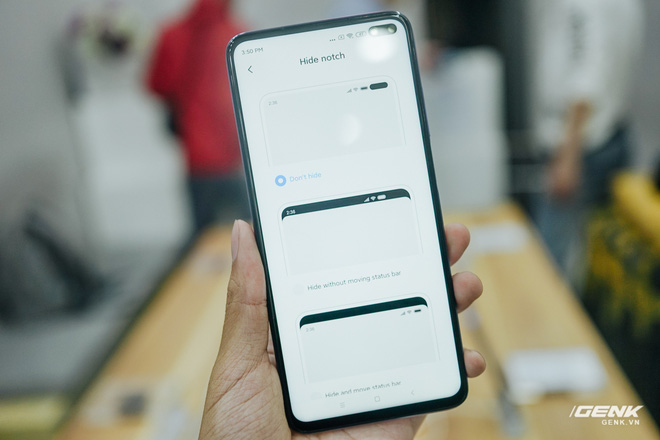 3:50 PM
Hide notch
2:36
Don't hide
2:36
Hide without moving status bar
Hide and move status bar
GENK
GENK.VN